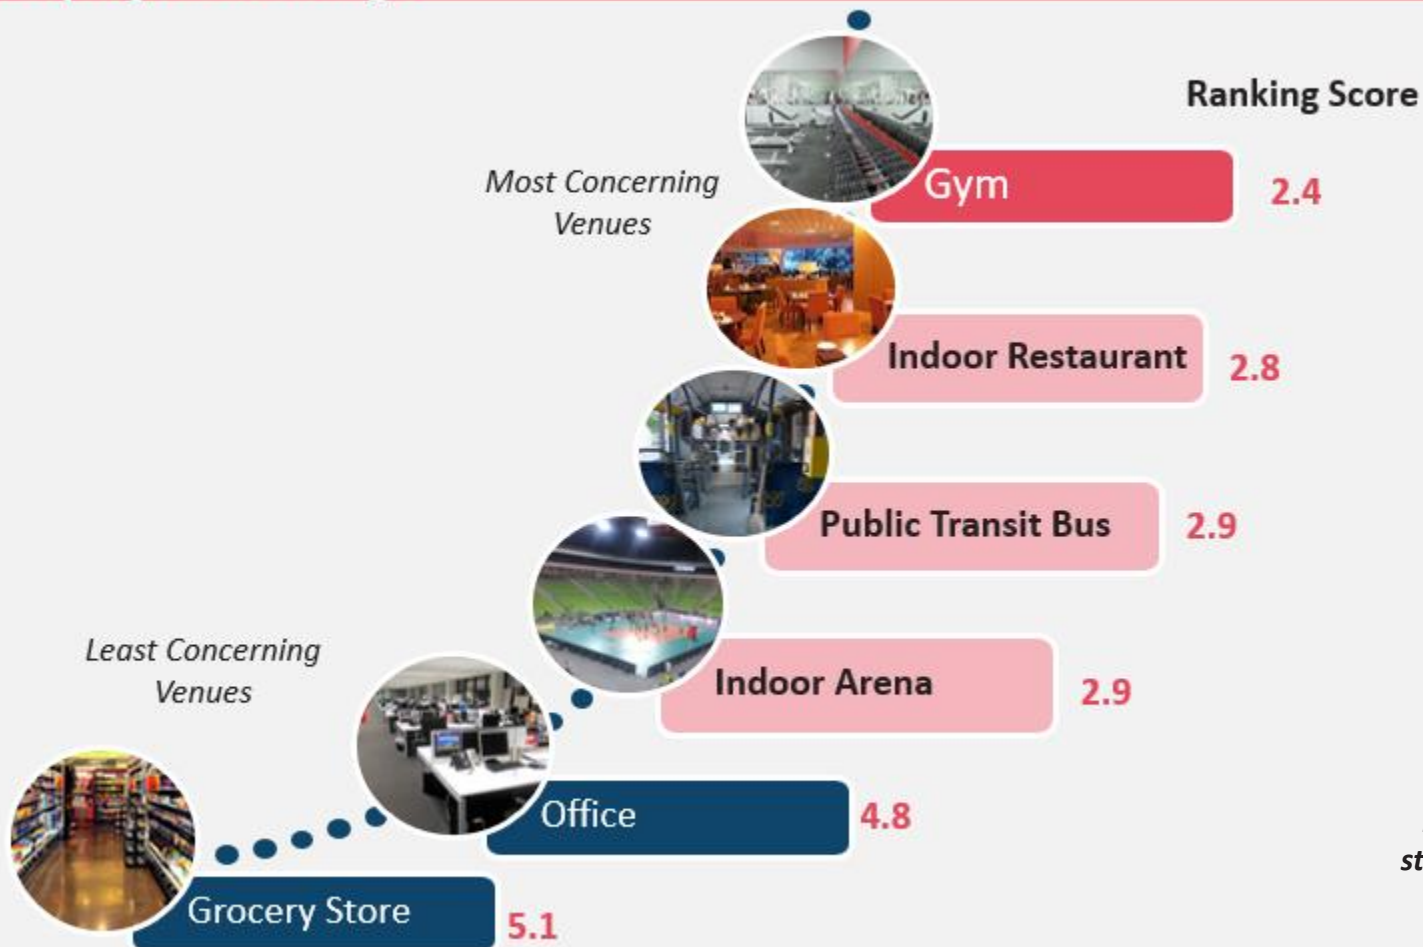 Ranking Score
Most Concerning
Venues
Gym
2.4
Indoor Restaurant
2.8
Public Transit Bus
2.9
Indoor Arena
2.9
Least Concerning
Venues
Office
4.8
st
Grocery Store
5.1